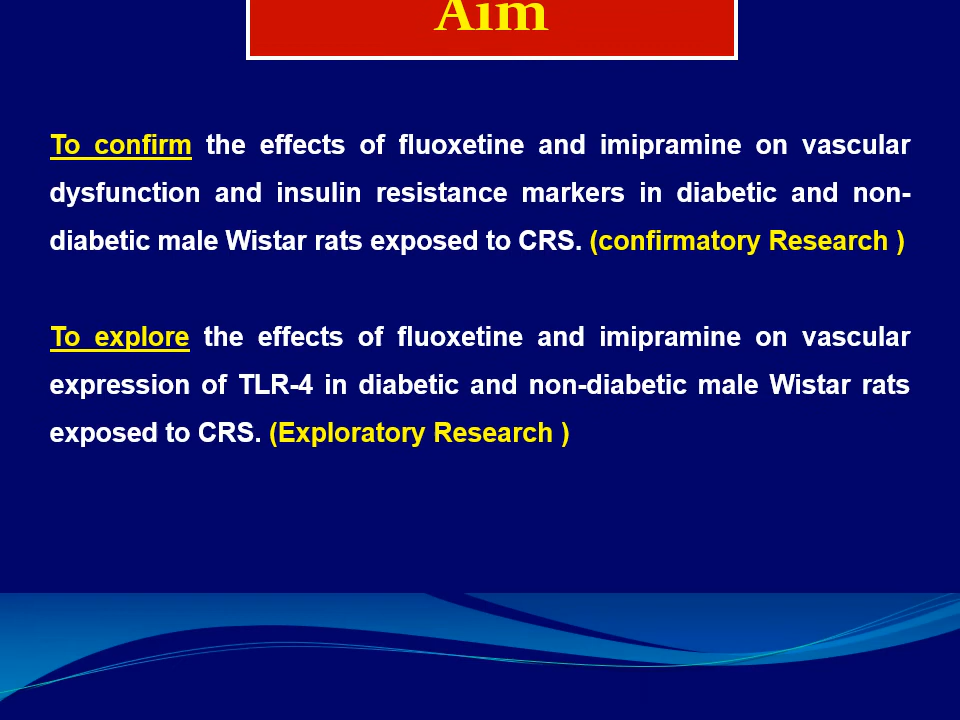 Aim
To confirm the effects of fluoxetine and imipramine on vascular
dysfunction and insulin resistance markers in diabetic and non-
diabetic male Wistar rats exposed to CRS. (confirmatory Research )
To explore the effects of fluoxetine and imipramine on vascular
expression of TLR-4 in diabetic and non-diabetic male Wistar rats
exposed to CRS. (Exploratory Research )